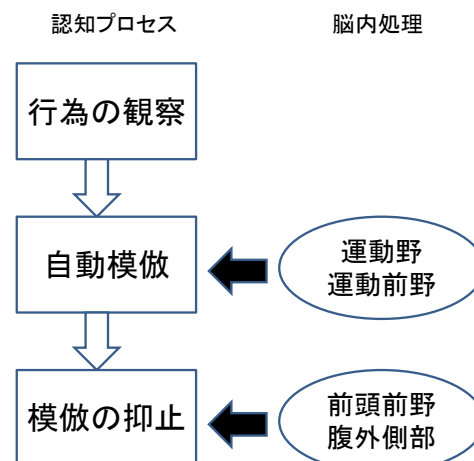 認知プロセス
脳内処理
行為の観察
自動模倣
運動野
運動前野
模倣の抑止
前頭前野
腹外側部